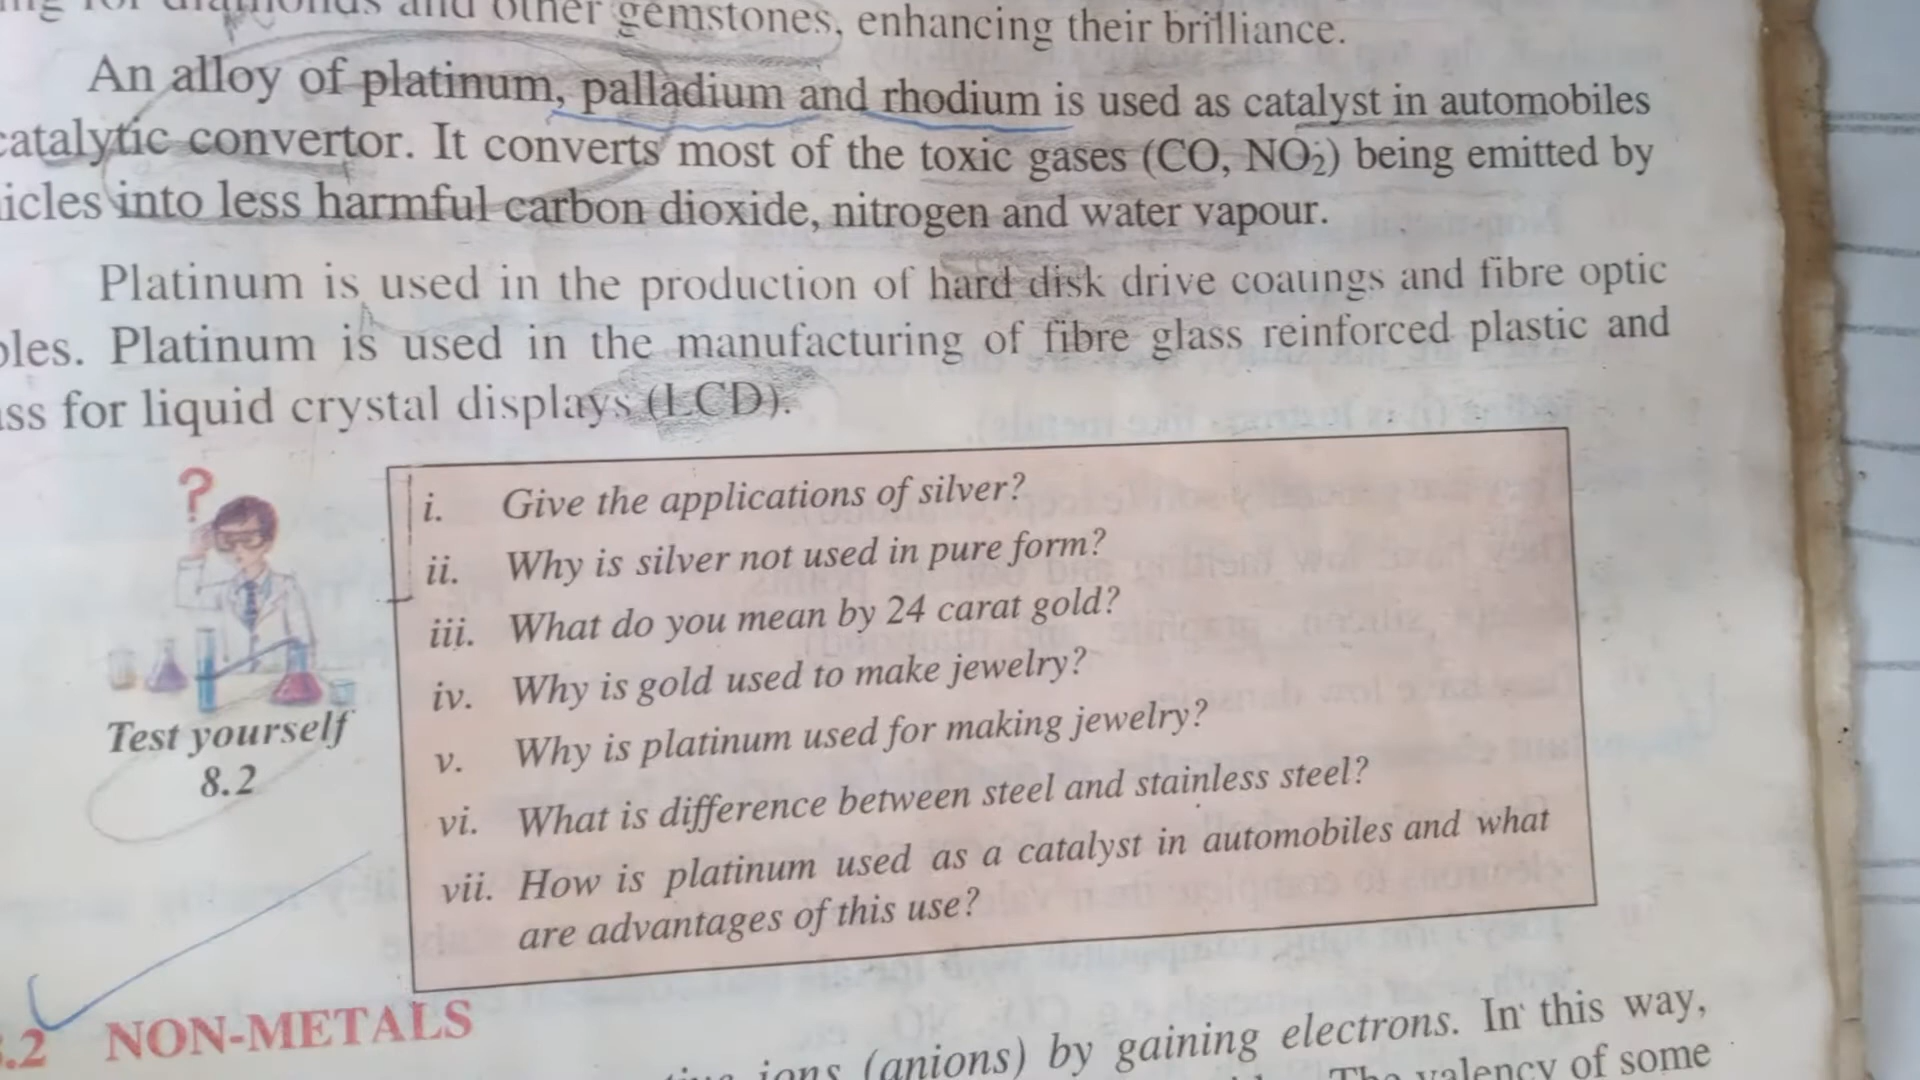 gemstones, enhancing their brilliance.
An alloy of platinum, palladium and rhodium is used as catalyst in automobiles
catalytic convertor. It converts most of the toxic gases (CO, NO₂) being emitted by
icles into less harmful carbon dioxide, nitrogen and water vapour.
Platinum is used in the production of hard disk drive coatings and fibre optic
bles. Platinum is used in the manufacturing of fibre glass reinforced plastic and
ass for liquid crystal displays (LCD).
?
i. Give the applications of silver?
ii. Why is silver not used in pure form?
iii. What do you mean by 24 carat gold?
iv. Why is gold used to make jewelry?
v. Why is platinum used for making jewelry?
vi. What is difference between steel and stainless steel?
vii. How is platinum used as a catalyst in automobiles and what
are advantages of this use?
Test yourself
8.2
.2 NON-METALS
ions (anions) by gaining electrons. In this way,
The valency of some